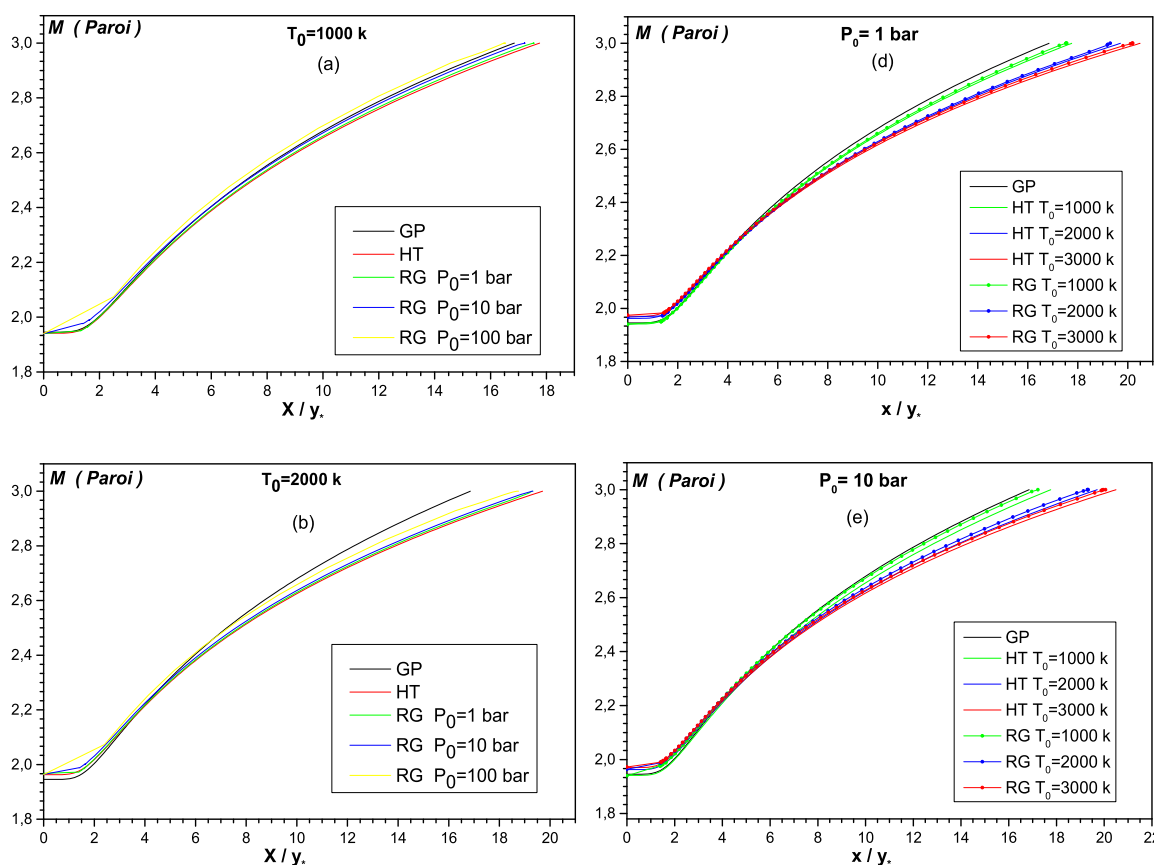 M ( Paroi )
T0=1000 k
(a)
3,0
2,8
2,6
2,4
2,2
2,0
1,8
GP
HT
RG P0=1 bar
RG P0=10 bar
RG P0=100 bar
0 2 4 6 8 10 12 14 16 18
X / y*
M ( Paroi )
P0= 1 bar
(d)
3,0
2,8
2,6
2,4
2,2
2,0
1,8
GP
HT T0=1000 k
HT T0=2000 k
HT T0=3000 k
RG T0=1000 k
RG T0=2000 k
RG T0=3000 k
0 2 4 6 8 10 12 14 16 18 20
x / y*
M ( Paroi )
T0=2000 k
(b)
3,0
2,8
2,6
2,4
2,2
2,0
1,8
GP
HT
RG P0=1 bar
RG P0=10 bar
RG P0=100 bar
0 2 4 6 8 10 12 14 16 18 20
X / y*
M ( Paroi )
P0= 10 bar
(e)
3,0
2,8
2,6
2,4
2,2
2,0
1,8
GP
HT T0=1000 k
HT T0=2000 k
HT T0=3000 k
RG T0=1000 k
RG T0=2000 k
RG T0=3000 k
0 2 4 6 8 10 12 14 16 18 20 22
x / y*